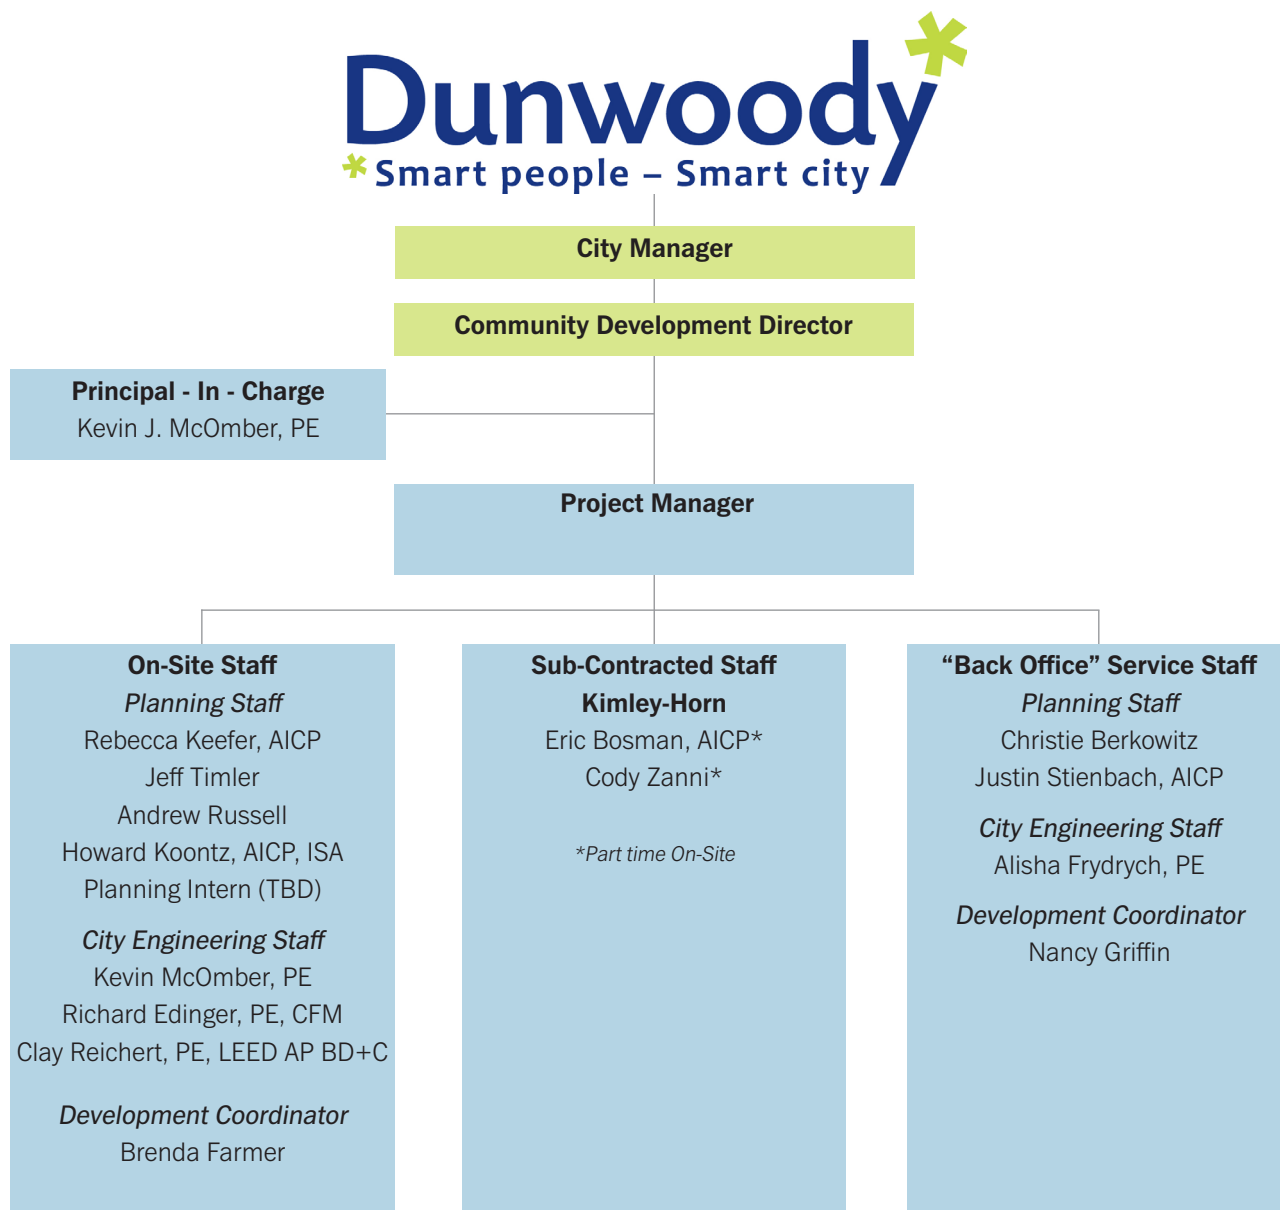 Dunwoody*
*Smart people – Smart city
City Manager
Community Development Director
Principal - In - Charge
Kevin J. McOmber, PE
Project Manager
On-Site Staff
Planning Staff
Rebecca Keefer, AICP
Jeff Timler
Andrew Russell
Howard Koontz, AICP, ISA
Planning Intern (TBD)
City Engineering Staff
Kevin McOmber, PE
Richard Edinger, PE, CFM
Clay Reichert, PE, LEED AP BD+C
Development Coordinator
Brenda Farmer
Sub-Contracted Staff
Kimley-Horn
Eric Bosman, AICP*
Cody Zanni*
*Part time On-Site
“Back Office” Service Staff
Planning Staff
Christie Berkowitz
Justin Stienbach, AICP
City Engineering Staff
Alisha Frydrych, PE
Development Coordinator
Nancy Griffin